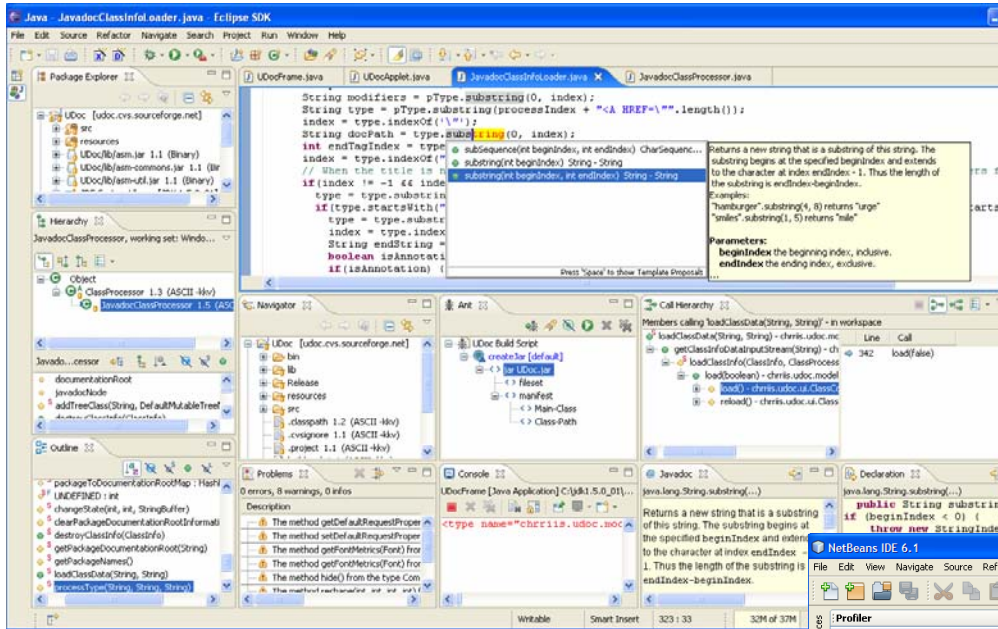 Java - JavadocClassInfoLoader.java - Eclipse SDK
File Edit Source Refactor Navigate Search Project Run Window Help
Package Explorer
UDoc [udoc.cvs.sourceforge.net]
src
resources
UDoc/lib/asm.jar 1.1 (Binary)
UDoc/lib/asm-commons.jar 1.1 (Bir
UDoc/lib/asm-util.jar 1.1 (Binary)
Hierarchy
JavadocClassProcessor, working set: Windo...
Object
ClassProcessor 1.3 (ASCII -kkv)
JavadocClassProcessor 1.5 (ASC
Javado...cessor
documentationRoot
javadocNode
addTreeClass(String, DefaultMutableTreeN
destroyClassInfo(ClassInfo)
Outline
packageToDocumentationRootMap : Hashl
UNDEFINED : int
changeState(int, int, StringBuffer)
clearPackageDocumentationRootInformati
destroyClassInfo(ClassInfo)
getPackageDocumentationRoot(String)
getPackageNames()
loadClassData(String, String)
processType(String, String, String)
UDocFrame.java UDocApplet.java JavadocClassInfoLoader.java JavadocClassProcessor.java
String modifiers = pType.substring(0, index);
String type = pType.substring(processIndex + "<A HREF=\"".length());
index = type.indexOf('\"');
String docPath = type.substring(0, index);
int endTagIndex = type
index = type.indexOf("
// When the title is n
if(index != -1 && inde
type = type.substrin
if(type.startsWith("
type = type.substr
index = type.index
String endString =
boolean isAnnotati
if(isAnnotation) {
subSequence(int beginIndex, int endIndex) CharSequenc...
substring(int beginIndex) String - String
substring(int beginIndex, int endIndex) String - String
Press 'Space' to show Template Proposals
Returns a new string that is a substring of this string. The
substring begins at the specified beginIndex and extends
to the character at index endIndex - 1. Thus the length of
the substring is endIndex-beginIndex.
Examples:
"hamburger".substring(4, 8) returns "urge"
"smiles".substring(1, 5) returns "mile"
Parameters:
beginIndex the beginning index, inclusive.
endIndex the ending index, exclusive.
...
Navigator
UDoc [udoc.cvs.sourceforge.net]
bin
lib
Release
resources
src
.classpath 1.2 (ASCII -kkv)
.cvsignore 1.1 (ASCII -kkv)
.project 1.1 (ASCII -kkv)
Ant
UDoc Build Script
createJar [default]
jar UDoc.jar
fileset
manifest
Main-Class
Class-Path
Call Hierarchy
Members calling 'loadClassData(String, String)' - in workspace
loadClassData(String, String) - chrriis.udoc.
getClassInfoDataInputStream(String) - ch
loadClassInfo(ClassInfo, ClassProcess
load(boolean) - chrriis.udoc.model
load() - chrriis.udoc.ui.ClassCo
reload() - chrriis.udoc.ui.Class
Line Call
342 load(false)
Problems
0 errors, 8 warnings, 0 infos
Description
The method getDefaultRequestProper
The method setDefaultRequestProper
The method getFontMetrics(Font) fror
The method getFontMetrics(Font) fror
The method hide() from the type Com
The method reshape(int, int, int, int) f
Console
UDocFrame [Java Application] C:\jdk1.5.0_01\...
<type name="chrriis.udoc.moc
Javadoc
java.lang.String.substring(...)
Returns a new string that is a substring
of this string. The substring begins at
the specified beginIndex and extend
to the character at index endIndex -
1. Thus the length of the substring is
endIndex-beginIndex.
Declaration
java.lang.String.substring(...)
public String substrin
if (beginIndex < 0) {
throw new StringIndex
Writable Smart Insert 323 : 33 32M of 37M
NetBeans IDE 6.1
File Edit View Navigate Source Ref
Profiler